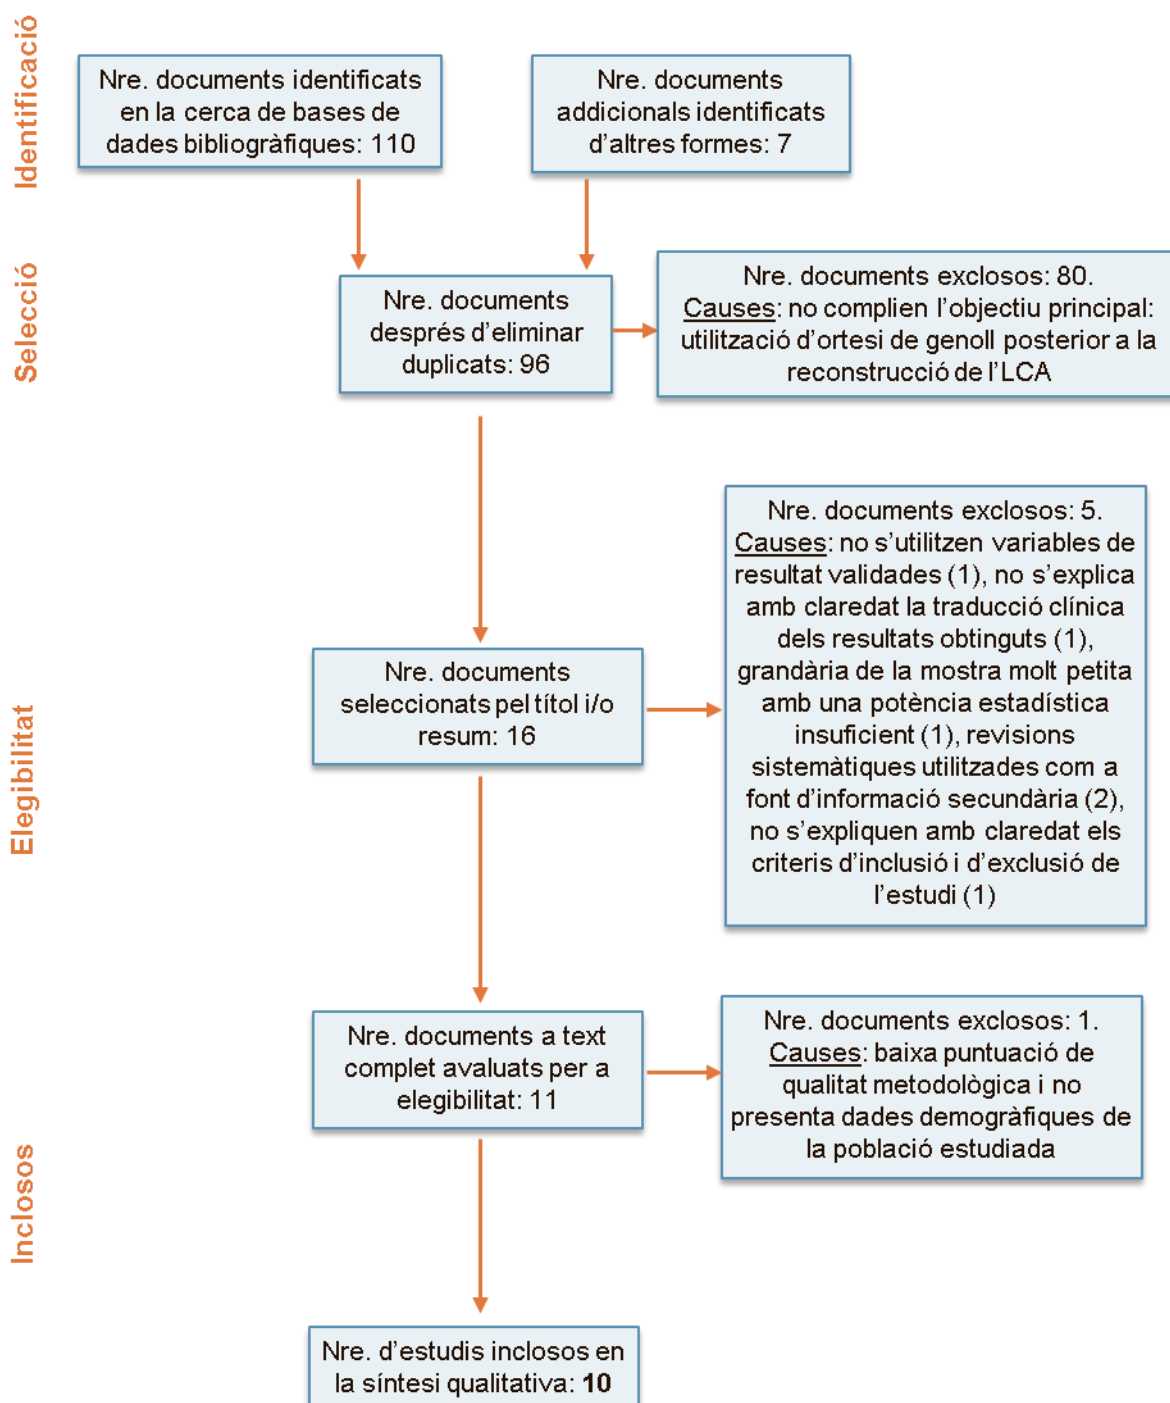 Identificació
Nre. documents identificats
en la cerca de bases de
dades bibliogràfiques: 110
Nre. documents
addicionals identificats
d’altres formes: 7
Selecció
Nre. documents
després d’eliminar
duplicats: 96
Nre. documents exclosos: 80.
Causes: no complien l’objectiu principal:
utilització d’ortesi de genoll posterior a la
reconstrucció de l’LCA
Elegibilitat
Nre. documents
seleccionats pel títol i/o
resum: 16
Nre. documents exclosos: 5.
Causes: no s’utilitzen variables de
resultat validades (1), no s’explica
amb claredat la traducció clínica
dels resultats obtinguts (1),
grandària de la mostra molt petita
amb una potència estadística
insuficient (1), revisions
sistemàtiques utilitzades com a
font d’informació secundària (2),
no s’expliquen amb claredat els
criteris d’inclusió i d’exclusió de
l’estudi (1)
Nre. documents a text
complet avaluats per a
elegibilitat: 11
Nre. documents exclosos: 1.
Causes: baixa puntuació de
qualitat metodològica i no
presenta dades demogràfiques de
la població estudiada
Inclosos
Nre. d’estudis inclosos en
la síntesi qualitativa: 10